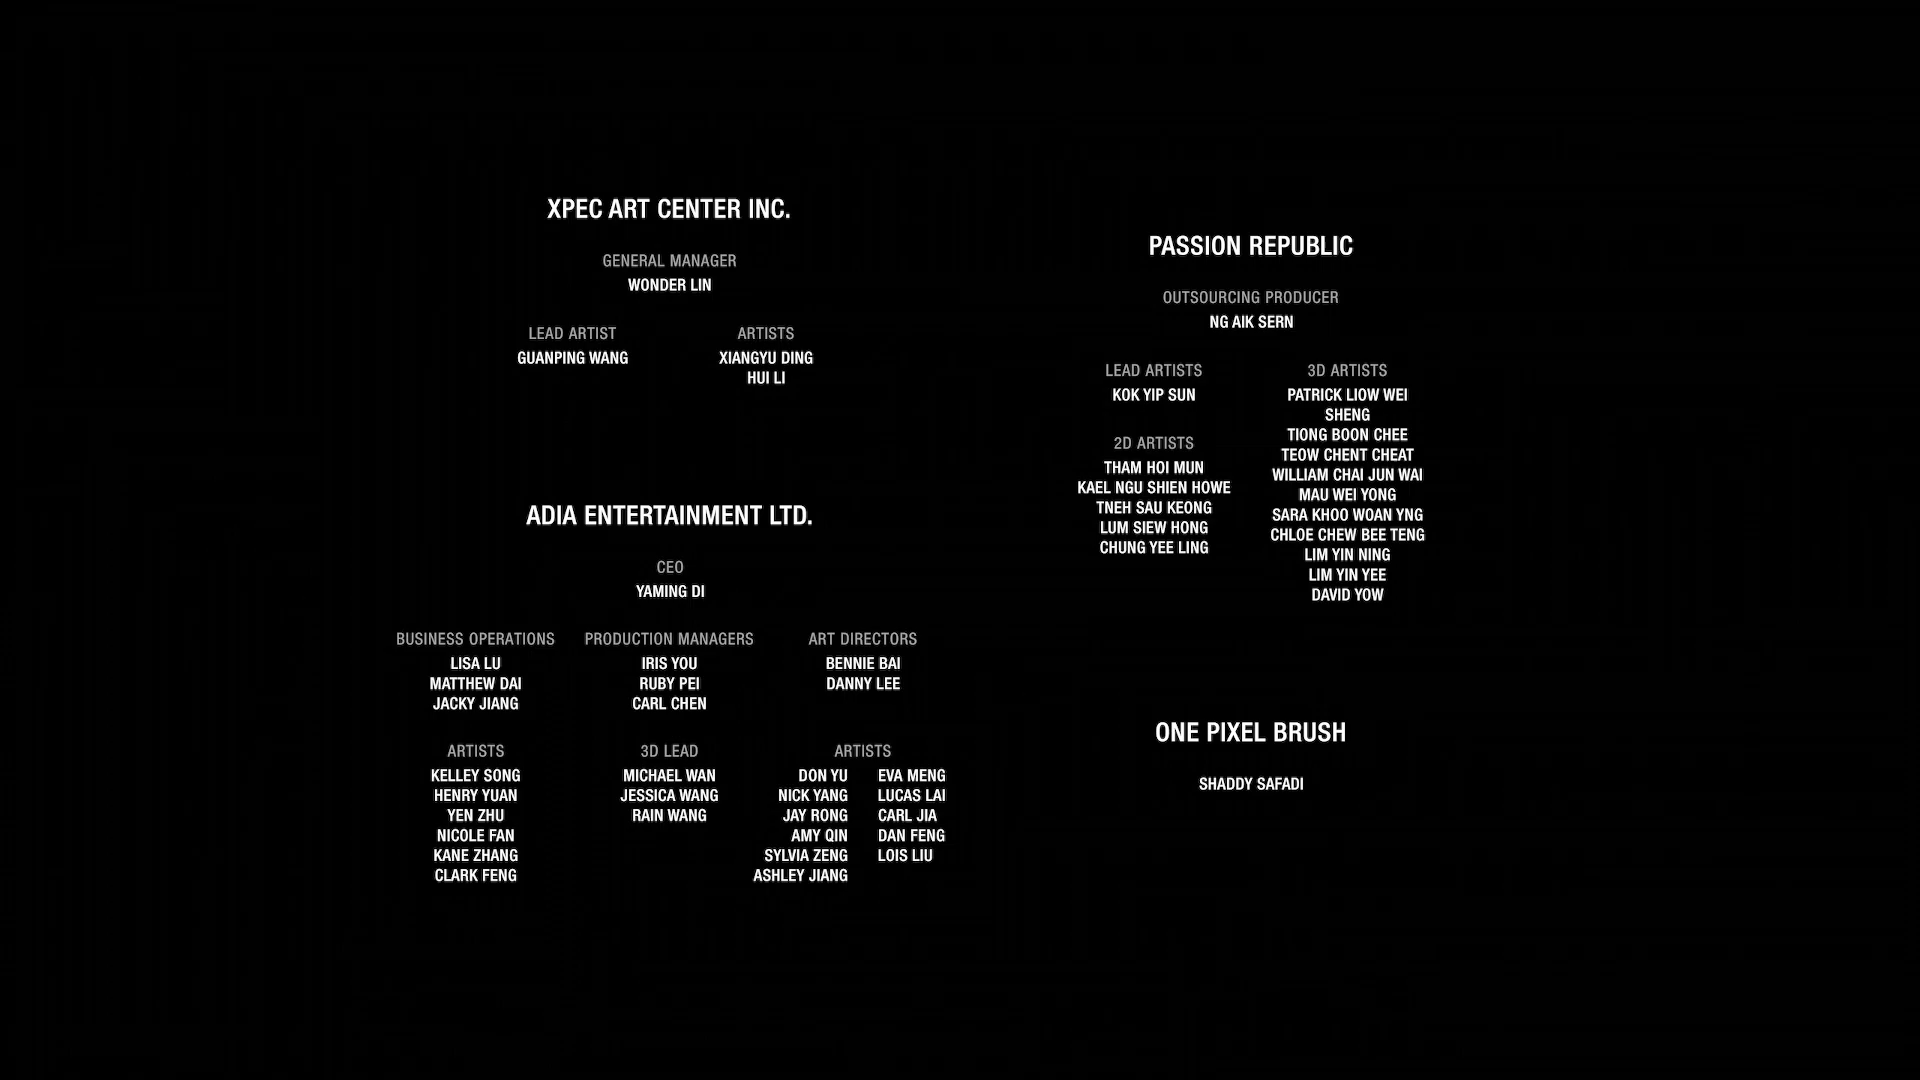 XPEC ART CENTER INC.
GENERAL MANAGER
WONDER LIN
LEAD ARTIST
GUANPING WANG
ARTISTS
XIANGYU DING
HUI LI
ADIA ENTERTAINMENT LTD.
CEO
YAMING DI
BUSINESS OPERATIONS
LISA LU
MATTHEW DAI
JACKY JIANG
PRODUCTION MANAGERS
IRIS YOU
RUBY PEI
CARL CHEN
ART DIRECTORS
BENNIE BAI
DANNY LEE
ARTISTS
KELLEY SONG
HENRY YUAN
YEN ZHU
NICOLE FAN
KANE ZHANG
CLARK FENG
3D LEAD
MICHAEL WAN
JESSICA WANG
RAIN WANG
ARTISTS
DON YU
NICK YANG
JAY RONG
AMY QIN
SYLVIA ZENG
ASHLEY JIANG
EVA MENG
LUCAS LAI
CARL JIA
DAN FENG
LOIS LIU
PASSION REPUBLIC
OUTSOURCING PRODUCER
NG AIK SERN
LEAD ARTISTS
KOK YIP SUN
2D ARTISTS
THAM HOI MUN
KAEL NGU SHIEN HOWE
TNEH SAU KEONG
LUM SIEW HONG
CHUNG YEE LING
3D ARTISTS
PATRICK LIOW WEI
SHENG
TIONG BOON CHEE
TEOW CHENT CHEAT
WILLIAM CHAI JUN WAI
MAU WEI YONG
SARA KHOO WOAN YNG
CHLOE CHEW BEE TENG
LIM YIN NING
LIM YIN YEE
DAVID YOW
ONE PIXEL BRUSH
SHADDY SAFADI